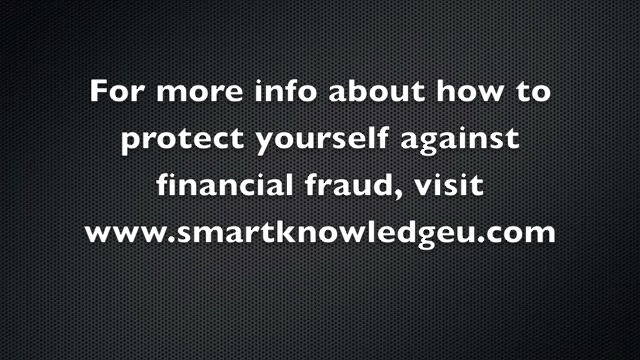 For more info about how to
protect yourself against
financial fraud, visit
www.smartknowledgeu.com